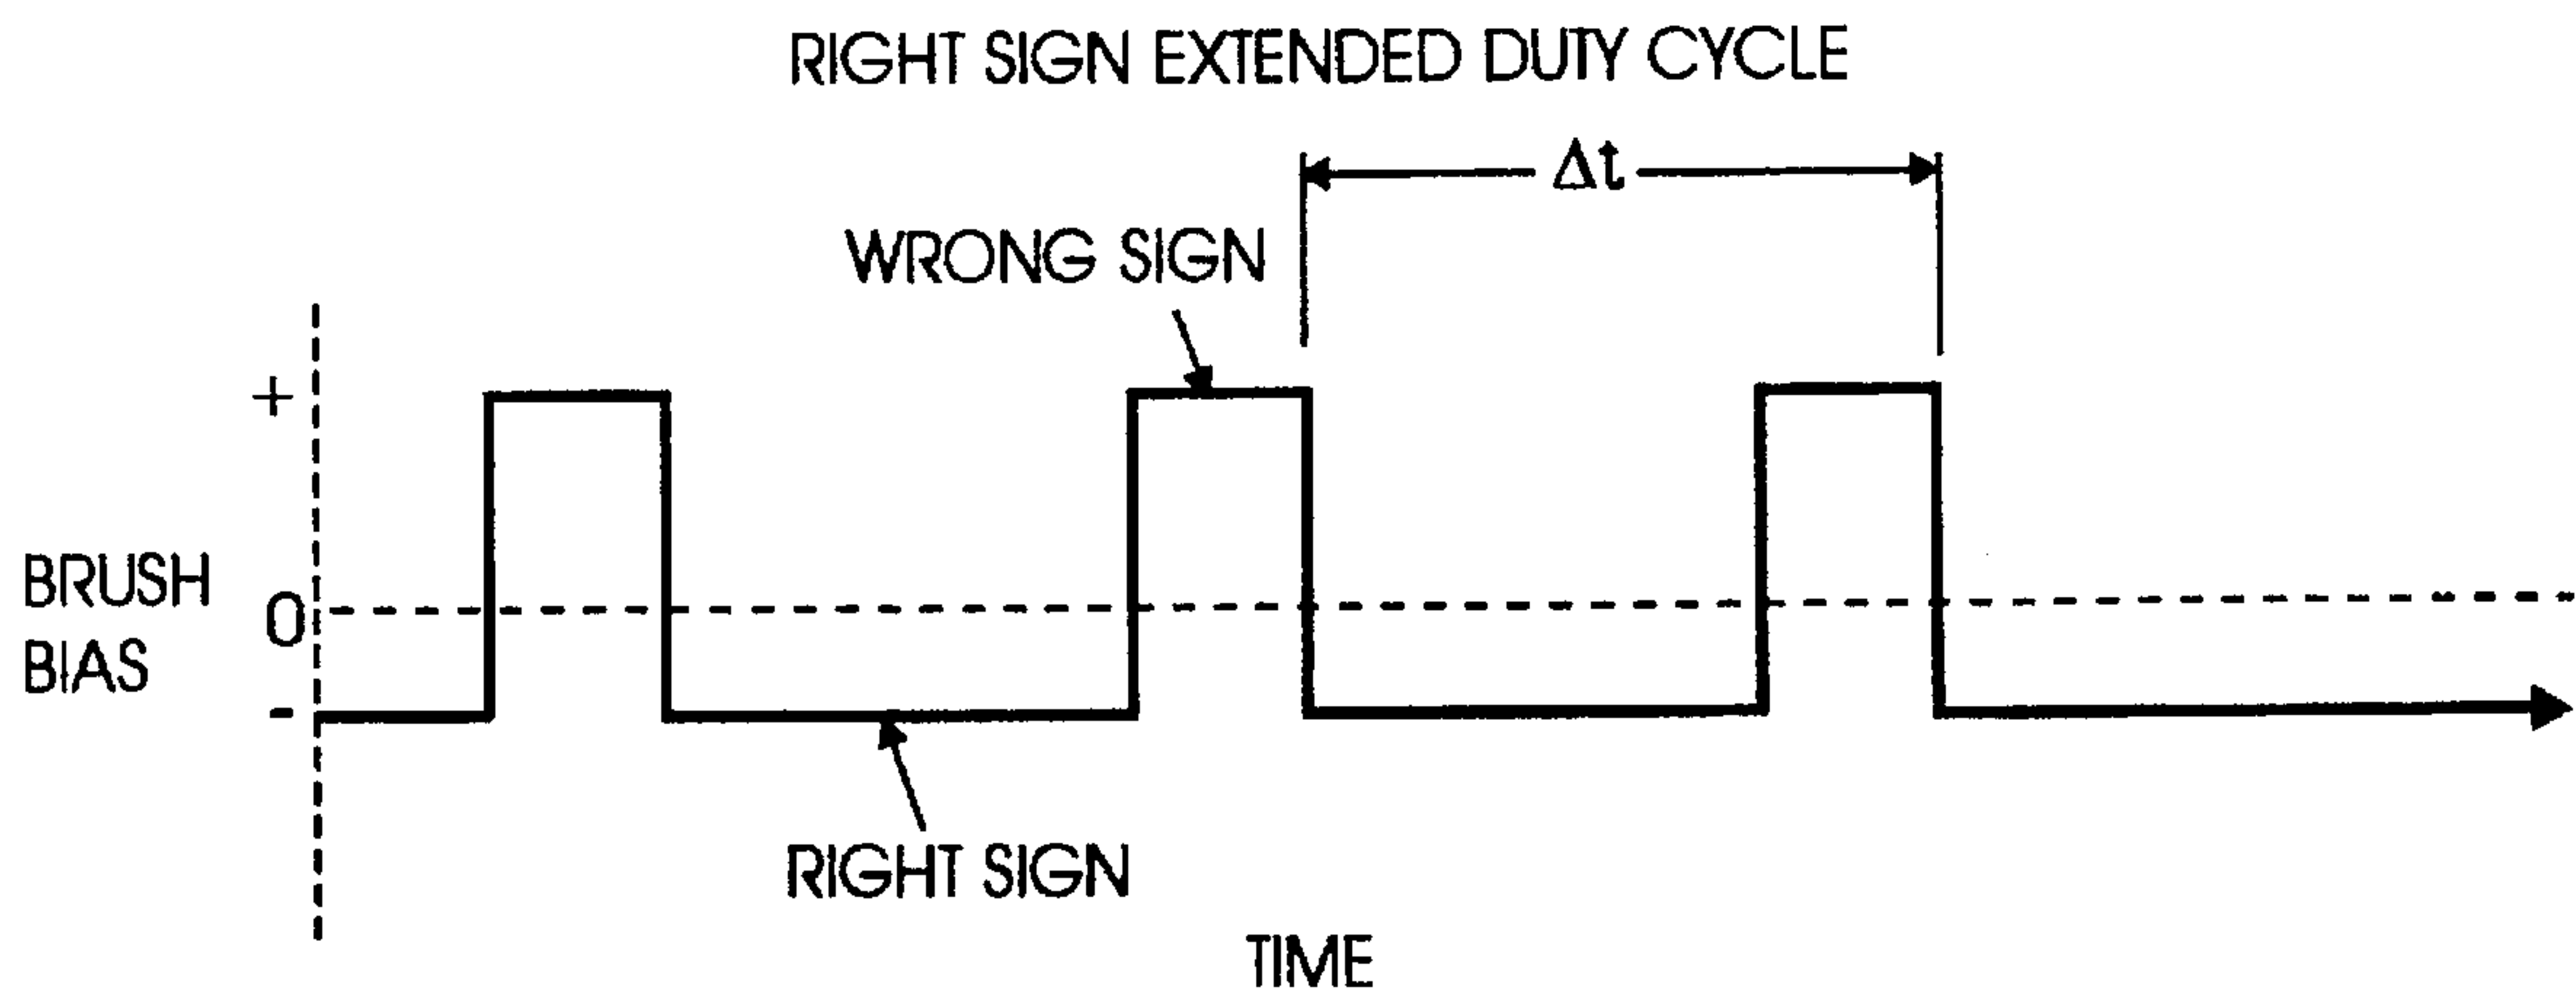 RIGHT SIGN EXTENDED DUTY CYCLE
Δt
WRONG SIGN
+
BRUSH
0
BIAS
-
RIGHT SIGN
TIME